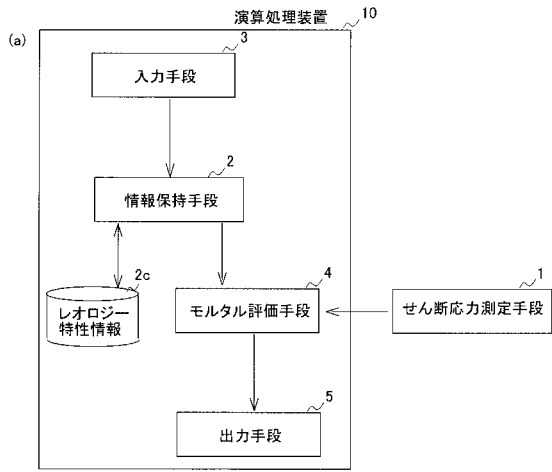 演算処理装置 10
(a)
3
入力手段
2
情報保持手段
2c
レオロジー
特性情報
4
モルタル評価手段
1
せん断応力測定手段
5
出力手段